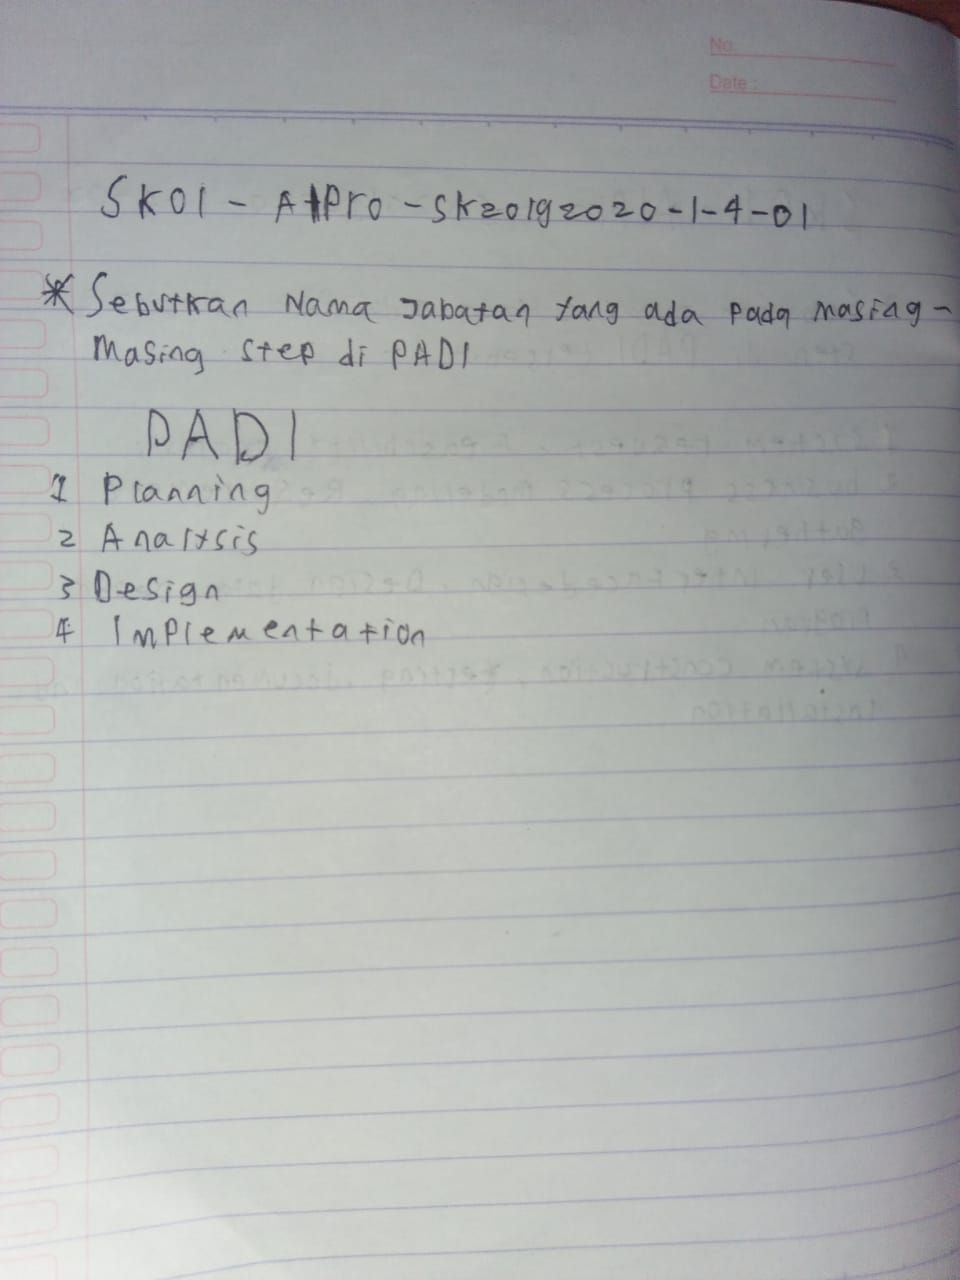 No.
Date :
SK01 - AlPro - SK20192020-1-4-01
* Sebutkan Nama Jabatan Yang ada Pada Masing-
Masing Step di PADI
PADI
1 Planning
2 Analysis
3 Design
4 Implementation